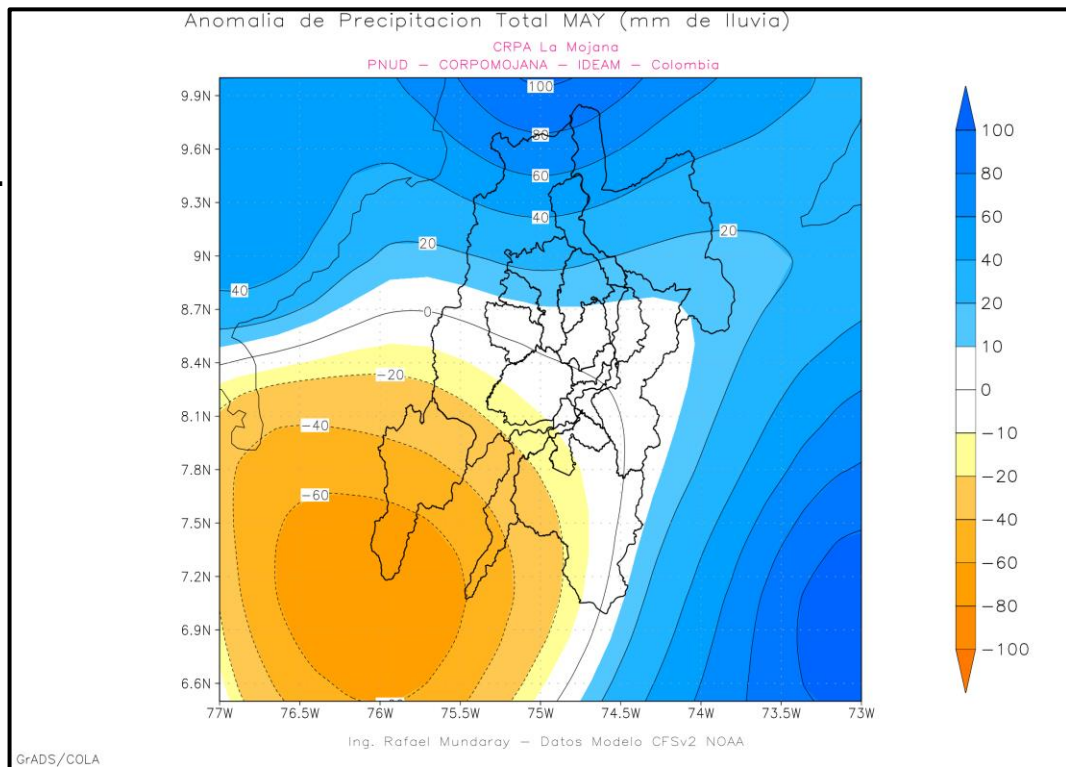 Anomalia de Precipitacion Total MAY (mm de lluvia)
CRPA La Mojana
PNUD – CORPOMOJANA – IDEAM – Colombia
100
9.9N
100
80
80
9.6N
60
60
9.3N
40
40
20
20
9N
20
40
10
8.7N
0
0
8.4N
-20
-10
8.1N
-40
-20
7.8N
-60
-40
7.5N
-60
7.2N
-80
6.9N
-100
6.6N
77W 76.5W 76W 75.5W 75W 74.5W 74W 73.5W 73W
Ing. Rafael Mundaray – Datos Modelo CFSv2 NOAA
GrADS/COLA